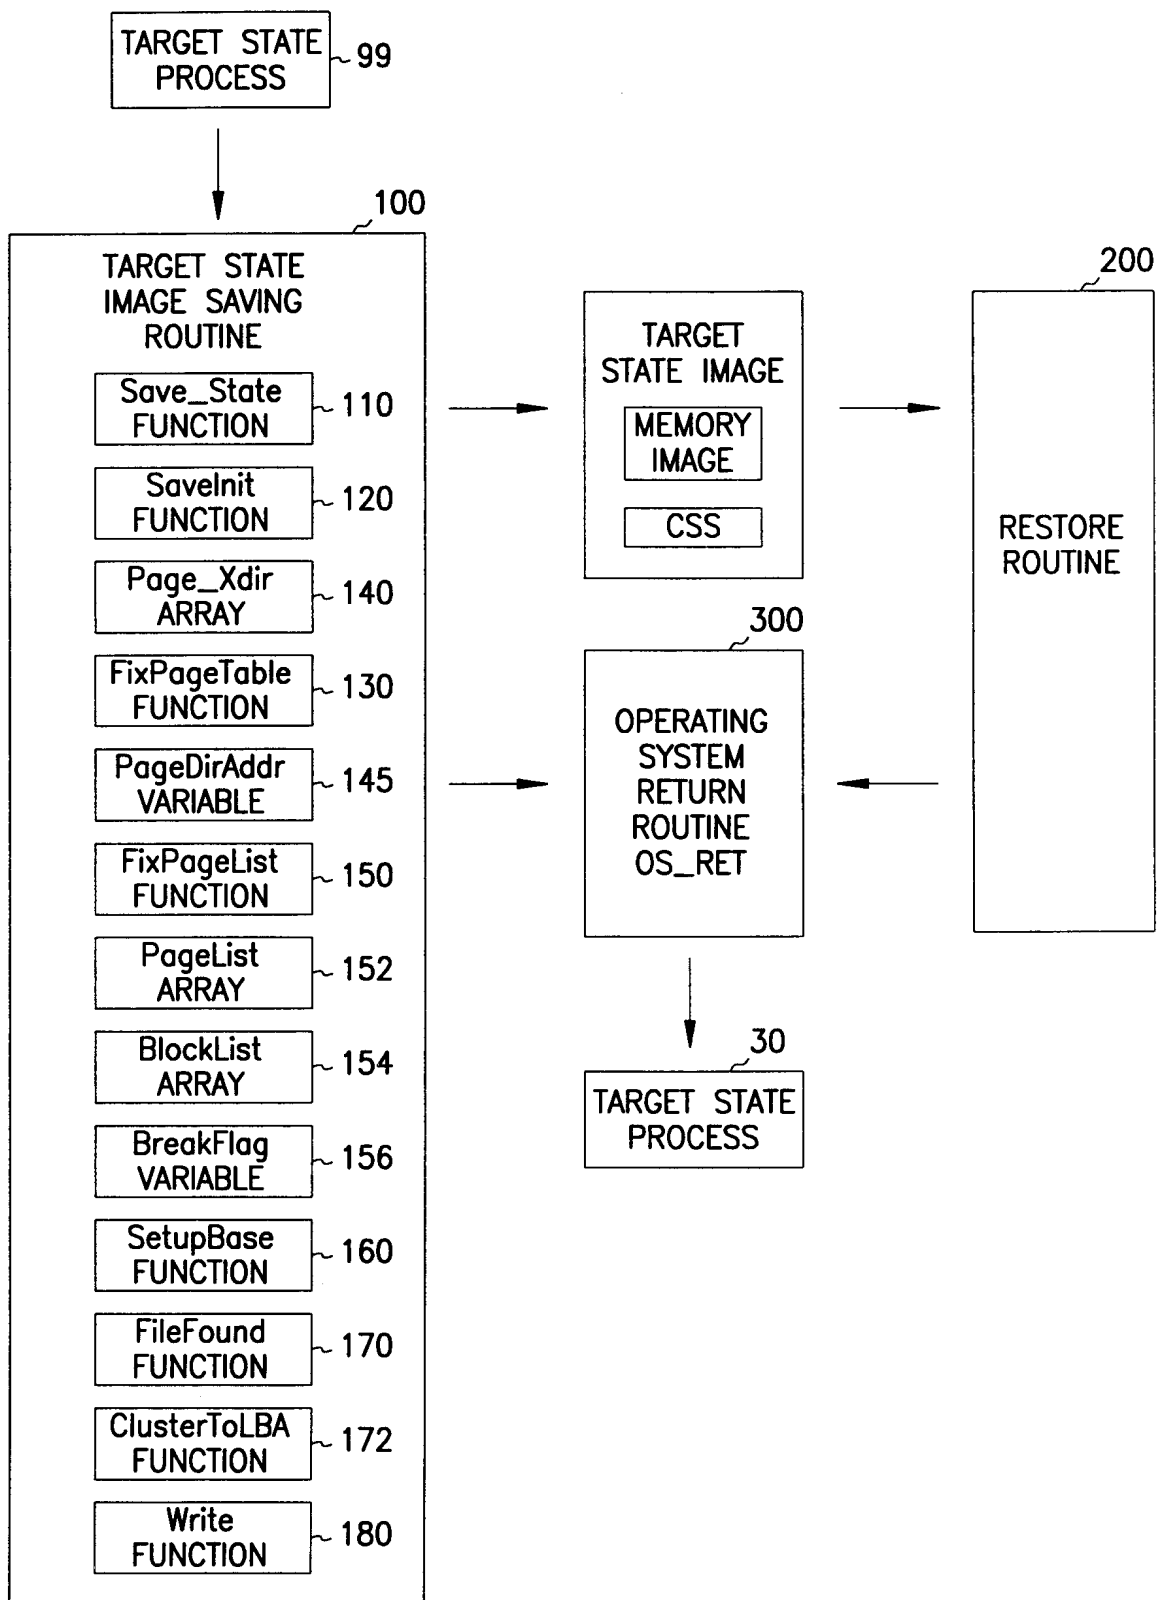 TARGET STATE
PROCESS
99
100
TARGET STATE
IMAGE SAVING
ROUTINE
Save_State
FUNCTION
110
SaveInit
FUNCTION
120
Page_Xdir
ARRAY
140
FixPageTable
FUNCTION
130
PageDirAddr
VARIABLE
145
FixPageList
FUNCTION
150
PageList
ARRAY
152
BlockList
ARRAY
154
BreakFlag
VARIABLE
156
SetupBase
FUNCTION
160
FileFound
FUNCTION
170
ClusterToLBA
FUNCTION
172
Write
FUNCTION
180
TARGET
STATE IMAGE
MEMORY
IMAGE
CSS
200
RESTORE
ROUTINE
300
OPERATING
SYSTEM
RETURN
ROUTINE
OS_RET
30
TARGET STATE
PROCESS